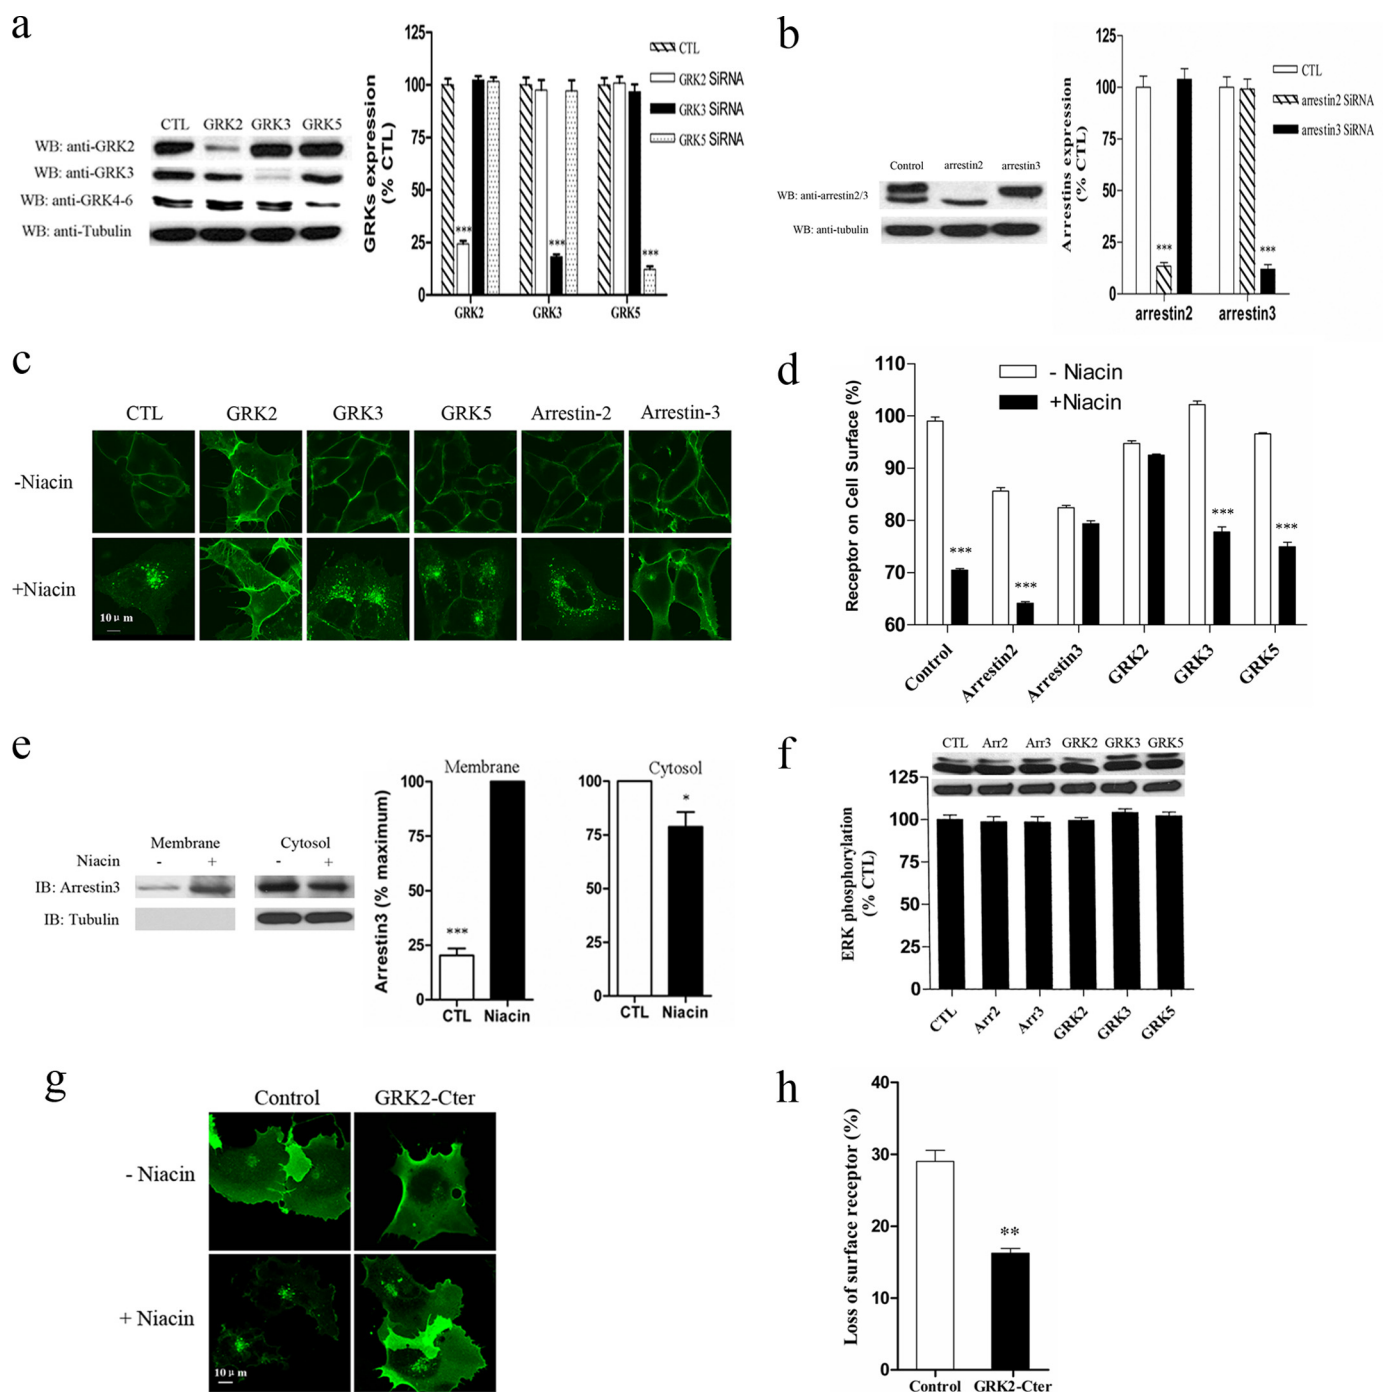 a
CTL GRK2 GRK3 GRK5
WB: anti-GRK2
WB: anti-GRK3
WB: anti-GRK4-6
WB: anti-Tubulin
GRKs expression
(% CTL)
125
100
75
50
25
0
*** *** ***
GRK2 GRK3 GRK5
CTL
GRK2 SiRNA
GRK3 SiRNA
GRK5 SiRNA
b
Control arrestin2 arrestin3
WB: anti-arrestin2/3
WB: anti-tubulin
Arrestins expression
(% CTL)
125
100
75
50
25
0
*** ***
arrestin2 arrestin3
CTL
arrestin2 SiRNA
arrestin3 SiRNA
c
CTL GRK2 GRK3 GRK5 Arrestin-2 Arrestin-3
-Niacin
+Niacin
10 μ m
d
Receptor on Cell Surface (%)
110
100
90
80
70
60
- Niacin
+Niacin
*** *** *** ***
Control Arrestin2 Arrestin3 GRK2 GRK3 GRK5
e
Membrane Cytosol
Niacin - + - +
IB: Arrestin3
IB: Tubulin
Arrestin3 (% maximum)
Membrane
100
75
50
25
0
***
CTL Niacin
Cytosol
100
75
50
25
0
*
CTL Niacin
f
CTL Arr2 Arr3 GRK2 GRK3 GRK5
ERK phosphorylation
(% CTL)
125
100
75
50
25
0
CTL Arr2 Arr3 GRK2 GRK3 GRK5
g
Control GRK2-Cter
- Niacin
+ Niacin
10 μ m
h
Loss of surface receptor (%)
40
30
20
10
0
**
Control GRK2-Cter